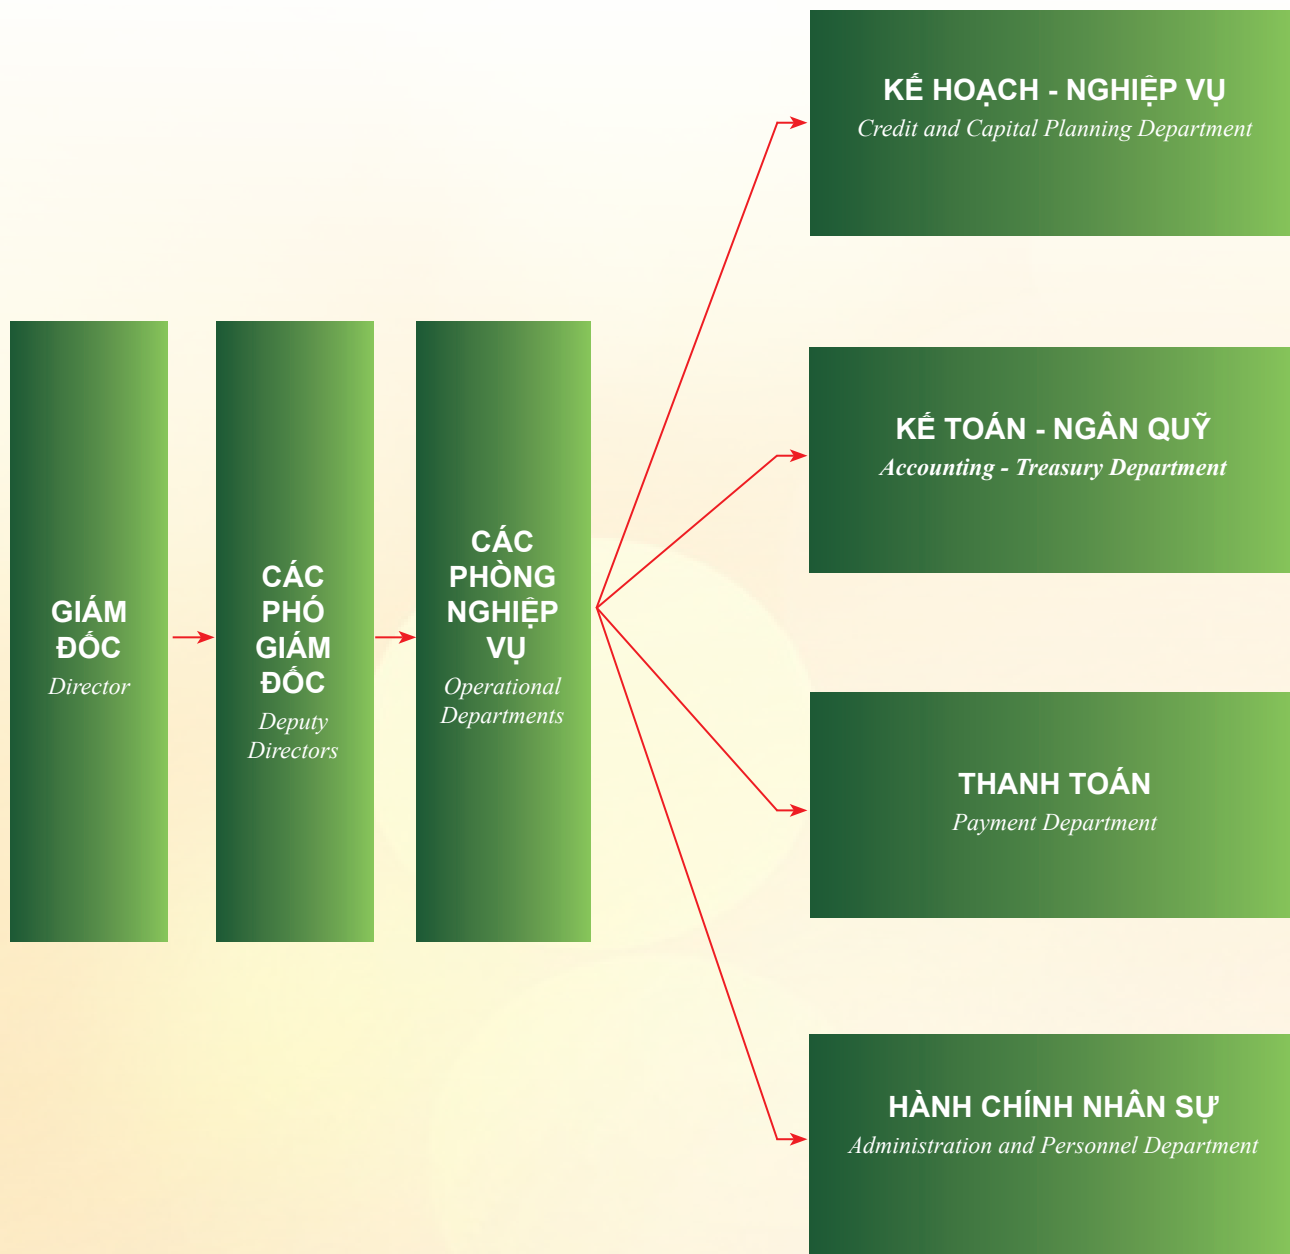 GIÁM
ĐỐC
Director
CÁC
PHÓ
GIÁM
ĐỐC
Deputy
Directors
CÁC
PHÒNG
NGHIỆP
VỤ
Operational
Departments
KẾ HOẠCH - NGHIỆP VỤ
Credit and Capital Planning Department
KẾ TOÁN - NGÂN QUỸ
Accounting - Treasury Department
THANH TOÁN
Payment Department
HÀNH CHÍNH NHÂN SỰ
Administration and Personnel Department